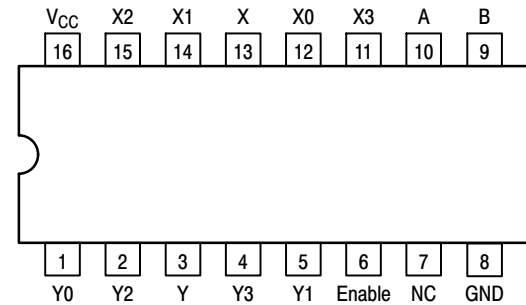 VCC X2 X1 X X0 X3 A B
16 15 14 13 12 11 10 9
1 2 3 4 5 6 7 8
Y0 Y2 Y Y3 Y1 Enable NC GND